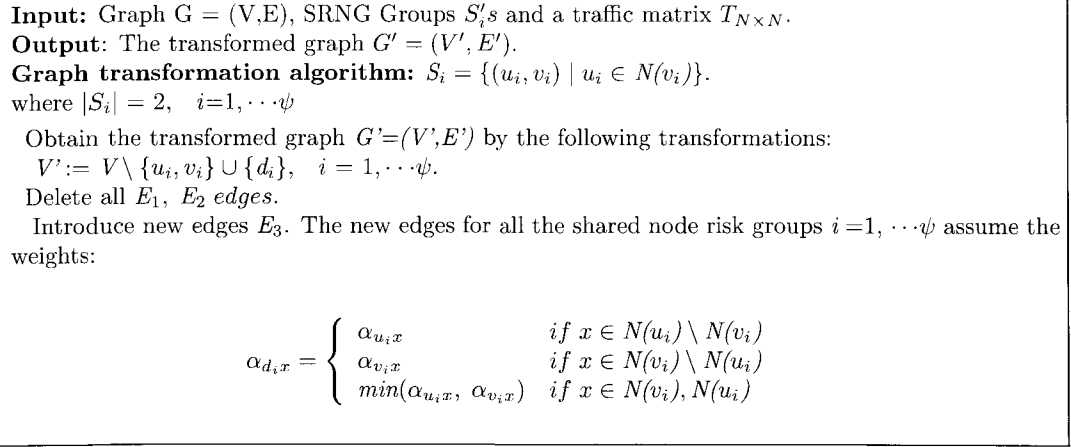 Input: Graph G = (V,E), SRNG Groups S'ᵢs and a traffic matrix T_{N×N}.
Output: The transformed graph G' = (V', E').
Graph transformation algorithm: Sᵢ = {(uᵢ, vᵢ) | uᵢ ∈ N(vᵢ)}.
where |Sᵢ| = 2, i=1, ···ψ
Obtain the transformed graph G'=(V',E') by the following transformations:
V' := V\ {uᵢ, vᵢ} ∪ {dᵢ}, i = 1, ···ψ.
Delete all E₁, E₂ edges.
Introduce new edges E₃. The new edges for all the shared node risk groups i =1, ···ψ assume the
weights:
α_{dᵢx} = { α_{uᵢx} if x ∈ N(uᵢ) \ N(vᵢ)
α_{vᵢx} if x ∈ N(vᵢ) \ N(uᵢ)
min(α_{uᵢx}, α_{vᵢx}) if x ∈ N(vᵢ), N(uᵢ)